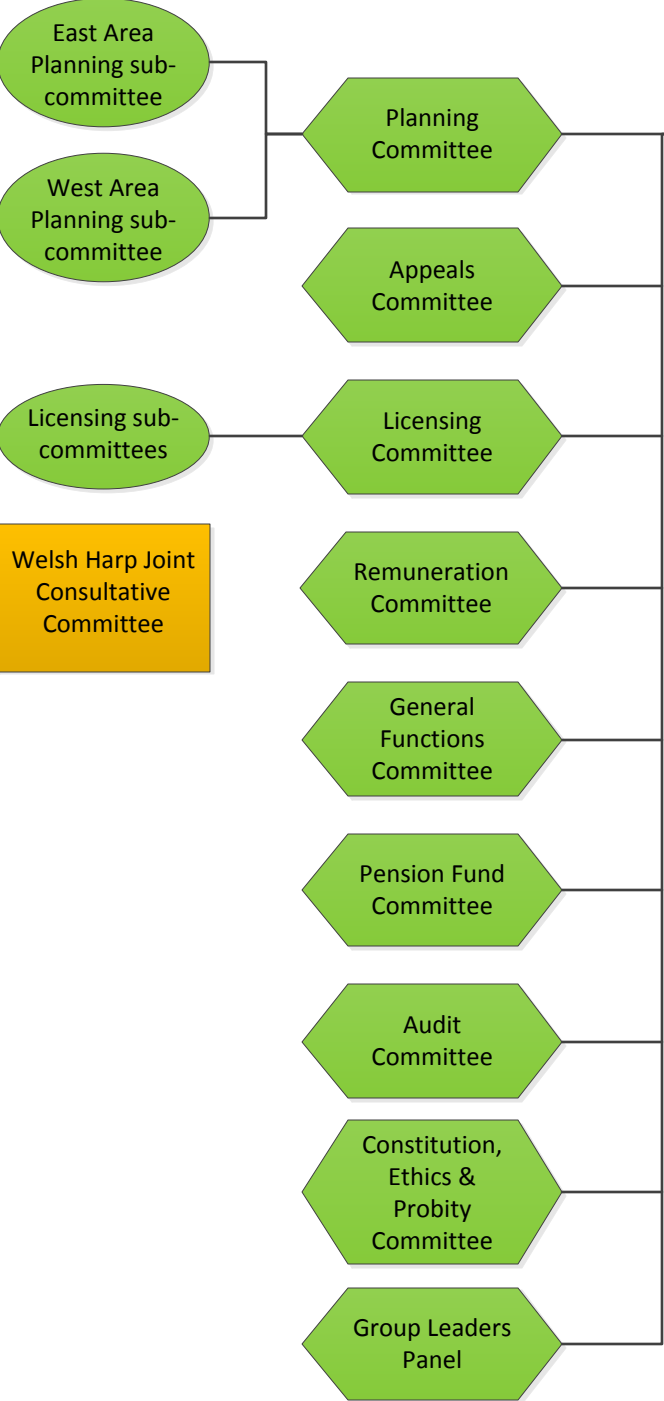 East Area
Planning sub-
committee
Planning
Committee
West Area
Planning sub-
committee
Appeals
Committee
Licensing sub-
committees
Licensing
Committee
Welsh Harp Joint
Consultative
Committee
Remuneration
Committee
General
Functions
Committee
Pension Fund
Committee
Audit
Committee
Constitution,
Ethics &
Probity
Committee
Group Leaders
Panel